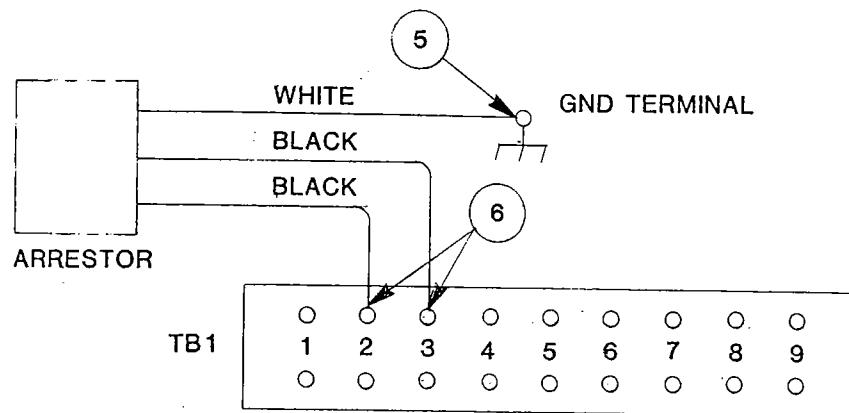 5
WHITE
GND TERMINAL
BLACK
BLACK
6
ARRESTOR
TB1
1 2 3 4 5 6 7 8 9